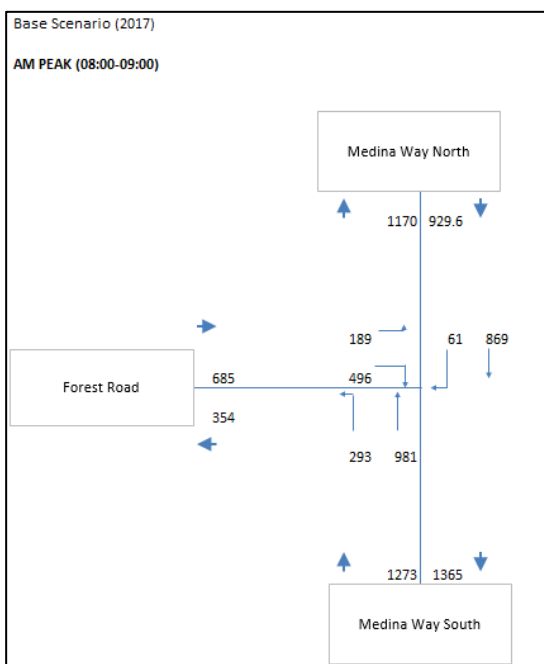 Base Scenario (2017)
AM PEAK (08:00-09:00)
Medina Way North
1170 929.6
189 61 869
Forest Road
685 496
354
293 981
1273 1365
Medina Way South